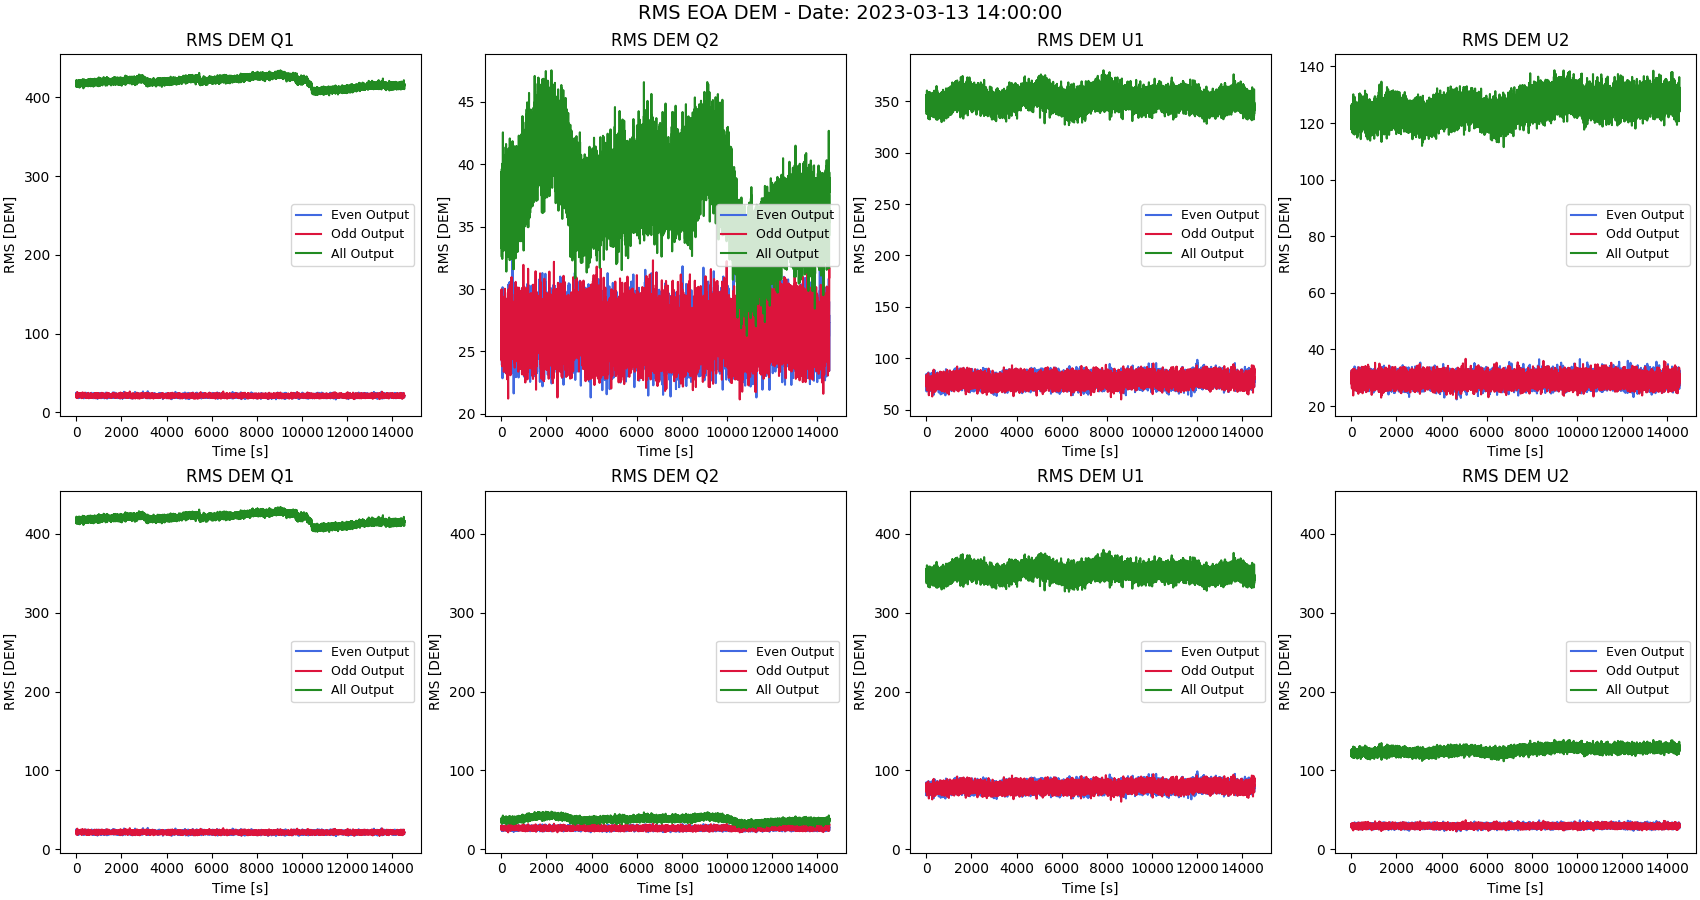 RMS EOA DEM - Date: 2023-03-13 14:00:00
RMS DEM Q1
RMS [DEM]
400
300
200
100
0
0 2000 4000 6000 8000 10000 12000 14000
Time [s]
Even Output
Odd Output
All Output
RMS DEM Q2
RMS [DEM]
45
40
35
30
25
20
0 2000 4000 6000 8000 10000 12000 14000
Time [s]
Even Output
Odd Output
All Output
RMS DEM U1
RMS [DEM]
350
300
250
200
150
100
50
0 2000 4000 6000 8000 10000 12000 14000
Time [s]
Even Output
Odd Output
All Output
RMS DEM U2
RMS [DEM]
140
120
100
80
60
40
20
0 2000 4000 6000 8000 10000 12000 14000
Time [s]
Even Output
Odd Output
All Output
RMS DEM Q1
RMS [DEM]
400
300
200
100
0
0 2000 4000 6000 8000 10000 12000 14000
Time [s]
Even Output
Odd Output
All Output
RMS DEM Q2
RMS [DEM]
400
300
200
100
0
0 2000 4000 6000 8000 10000 12000 14000
Time [s]
Even Output
Odd Output
All Output
RMS DEM U1
RMS [DEM]
400
300
200
100
0
0 2000 4000 6000 8000 10000 12000 14000
Time [s]
Even Output
Odd Output
All Output
RMS DEM U2
RMS [DEM]
400
300
200
100
0
0 2000 4000 6000 8000 10000 12000 14000
Time [s]
Even Output
Odd Output
All Output